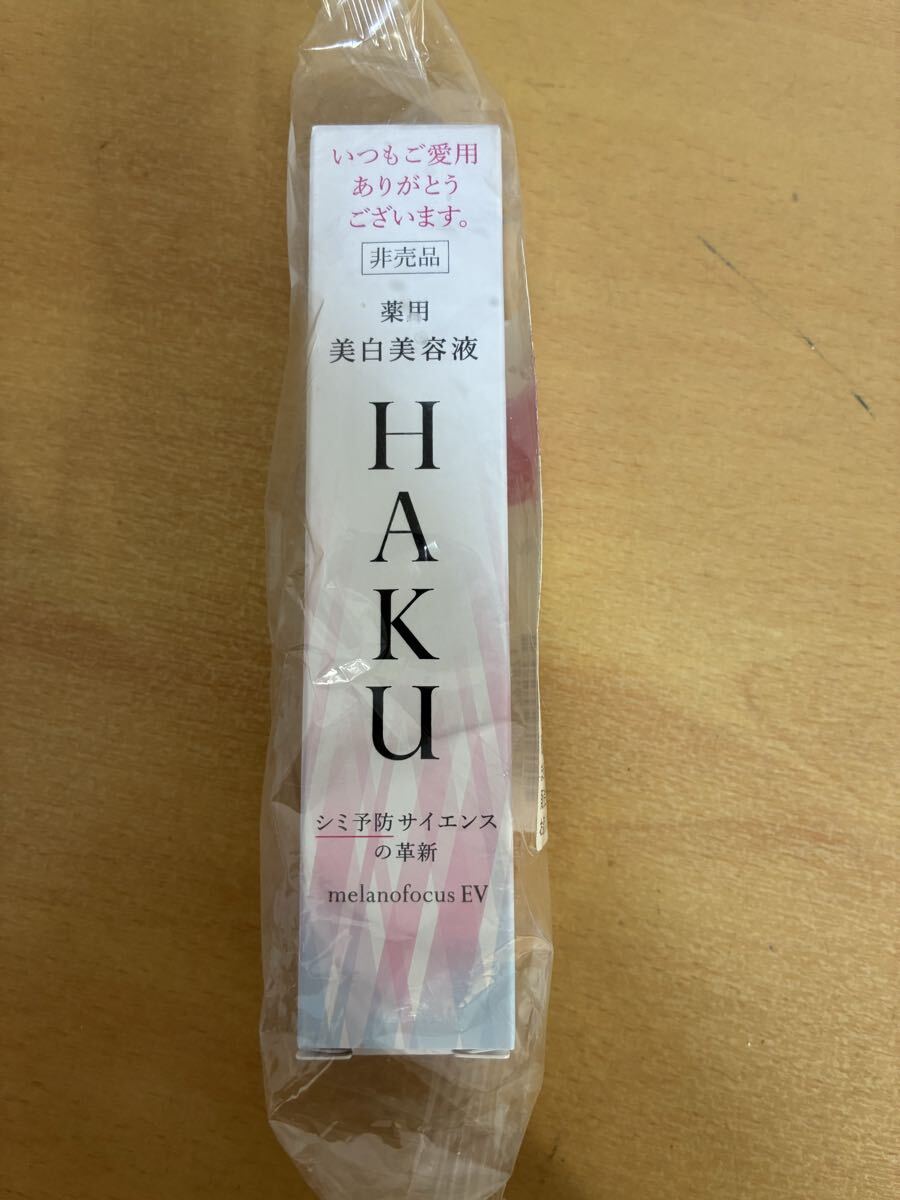 いつもご愛用
ありがとう
ございます。
非売品
薬用
美白美容液
HAKU
シミ予防サイエンス
の革新
melanofocus EV